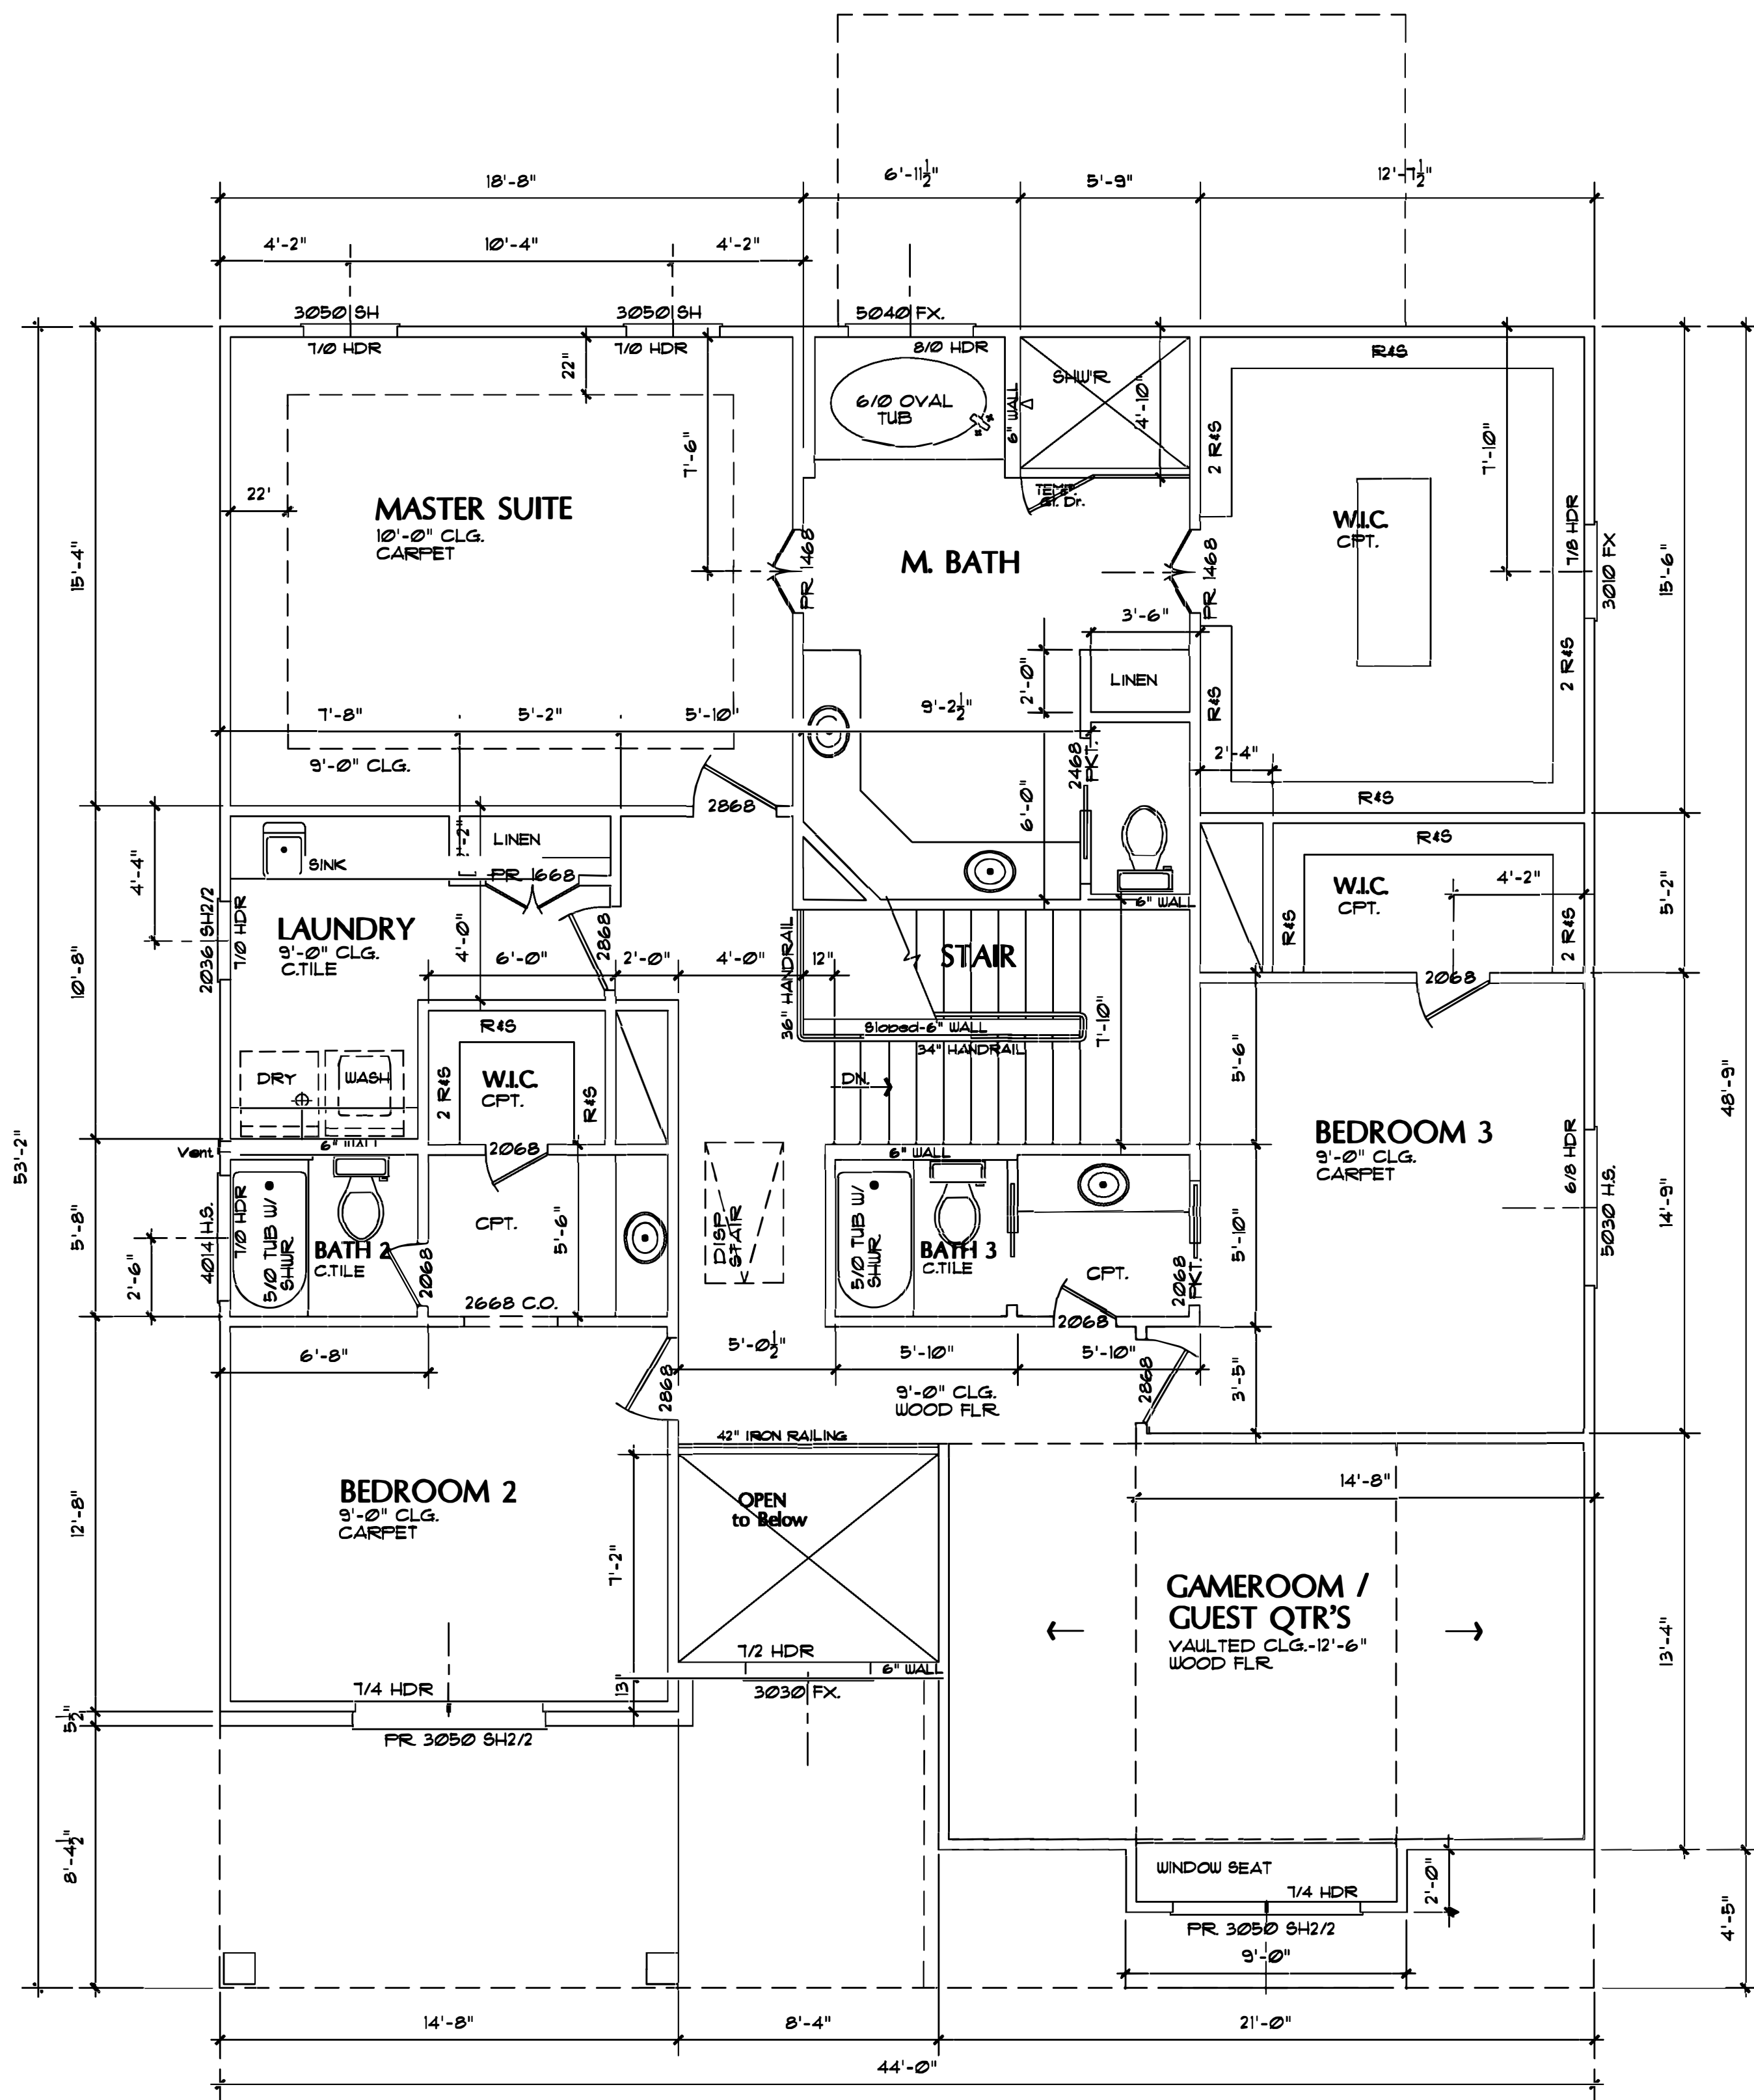 18'-8"
6'-11½"
5'-9"
12'-7½"
4'-2"
10'-4"
4'-2"
3050 SH
3050 SH
5040 FX.
7/0 HDR
7/0 HDR
8/0 HDR
R&S
22"
6/0 OVAL
TUB
6" WALL
SHW'R
4'-10"
2 R&S
7'-6"
7'-10"
22'
MASTER SUITE
10'-0" CLG.
CARPET
TEMP.
Gl. Dr.
W.I.C.
CPT.
7/8 HDR
3010 FX
M. BATH
PR 1468
PR 1468
15'-4"
15'-6"
3'-6"
2'-0"
LINEN
R&S
2 R&S
7'-8"
5'-2"
5'-10"
9'-2½"
9'-0" CLG.
2468
PKT.
2'-4"
2868
6'-0"
R&S
LINEN
SINK
PR 1668
R&S
4'-4"
2036 SH2/2
7/0 HDR
W.I.C.
CPT.
4'-2"
5'-2"
6" WALL
LAUNDRY
9'-0" CLG.
C.TILE
4'-0"
6'-0"
2868
2'-0"
4'-0"
12"
36" HANDRAIL
STAIR
R&S
2 R&S
2068
10'-8"
R&S
Sloped-6" WALL
34" HANDRAIL
7'-10"
5'-6"
DRY
WASH
2 R&S
W.I.C.
CPT.
R&S
DN.
48'-9"
53'-2"
Vent
6" WALL
2068
6" WALL
BEDROOM 3
9'-0" CLG.
CARPET
6/8 HDR
5030 H.S.
14'-9"
5'-8"
2'-6"
4014 H.S.
7/0 HDR
5/0 TUB W/
SHWR
BATH 2
C.TILE
2068
CPT.
5'-6"
DISP
STAIR
5/0 TUB W/
SHWR
BATH 3
C.TILE
CPT.
2068
PKT.
5'-10"
2668 C.O.
2068
6'-8"
5'-0½"
5'-10"
5'-10"
3'-5"
2868
2868
9'-0" CLG.
WOOD FLR
42" IRON RAILING
14'-8"
BEDROOM 2
9'-0" CLG.
CARPET
12'-8"
7'-2"
OPEN
to Below
GAMEROOM /
GUEST QTR'S
VAULTED CLG.-12'-6"
WOOD FLR
13'-4"
7/2 HDR
6" WALL
13"
3030 FX.
7/4 HDR
5½"
PR. 3050 SH2/2
8'-4½"
WINDOW SEAT
7/4 HDR
2'-0"
PR. 3050 SH2/2
9'-0"
4'-5"
14'-8"
8'-4"
21'-0"
44'-0"